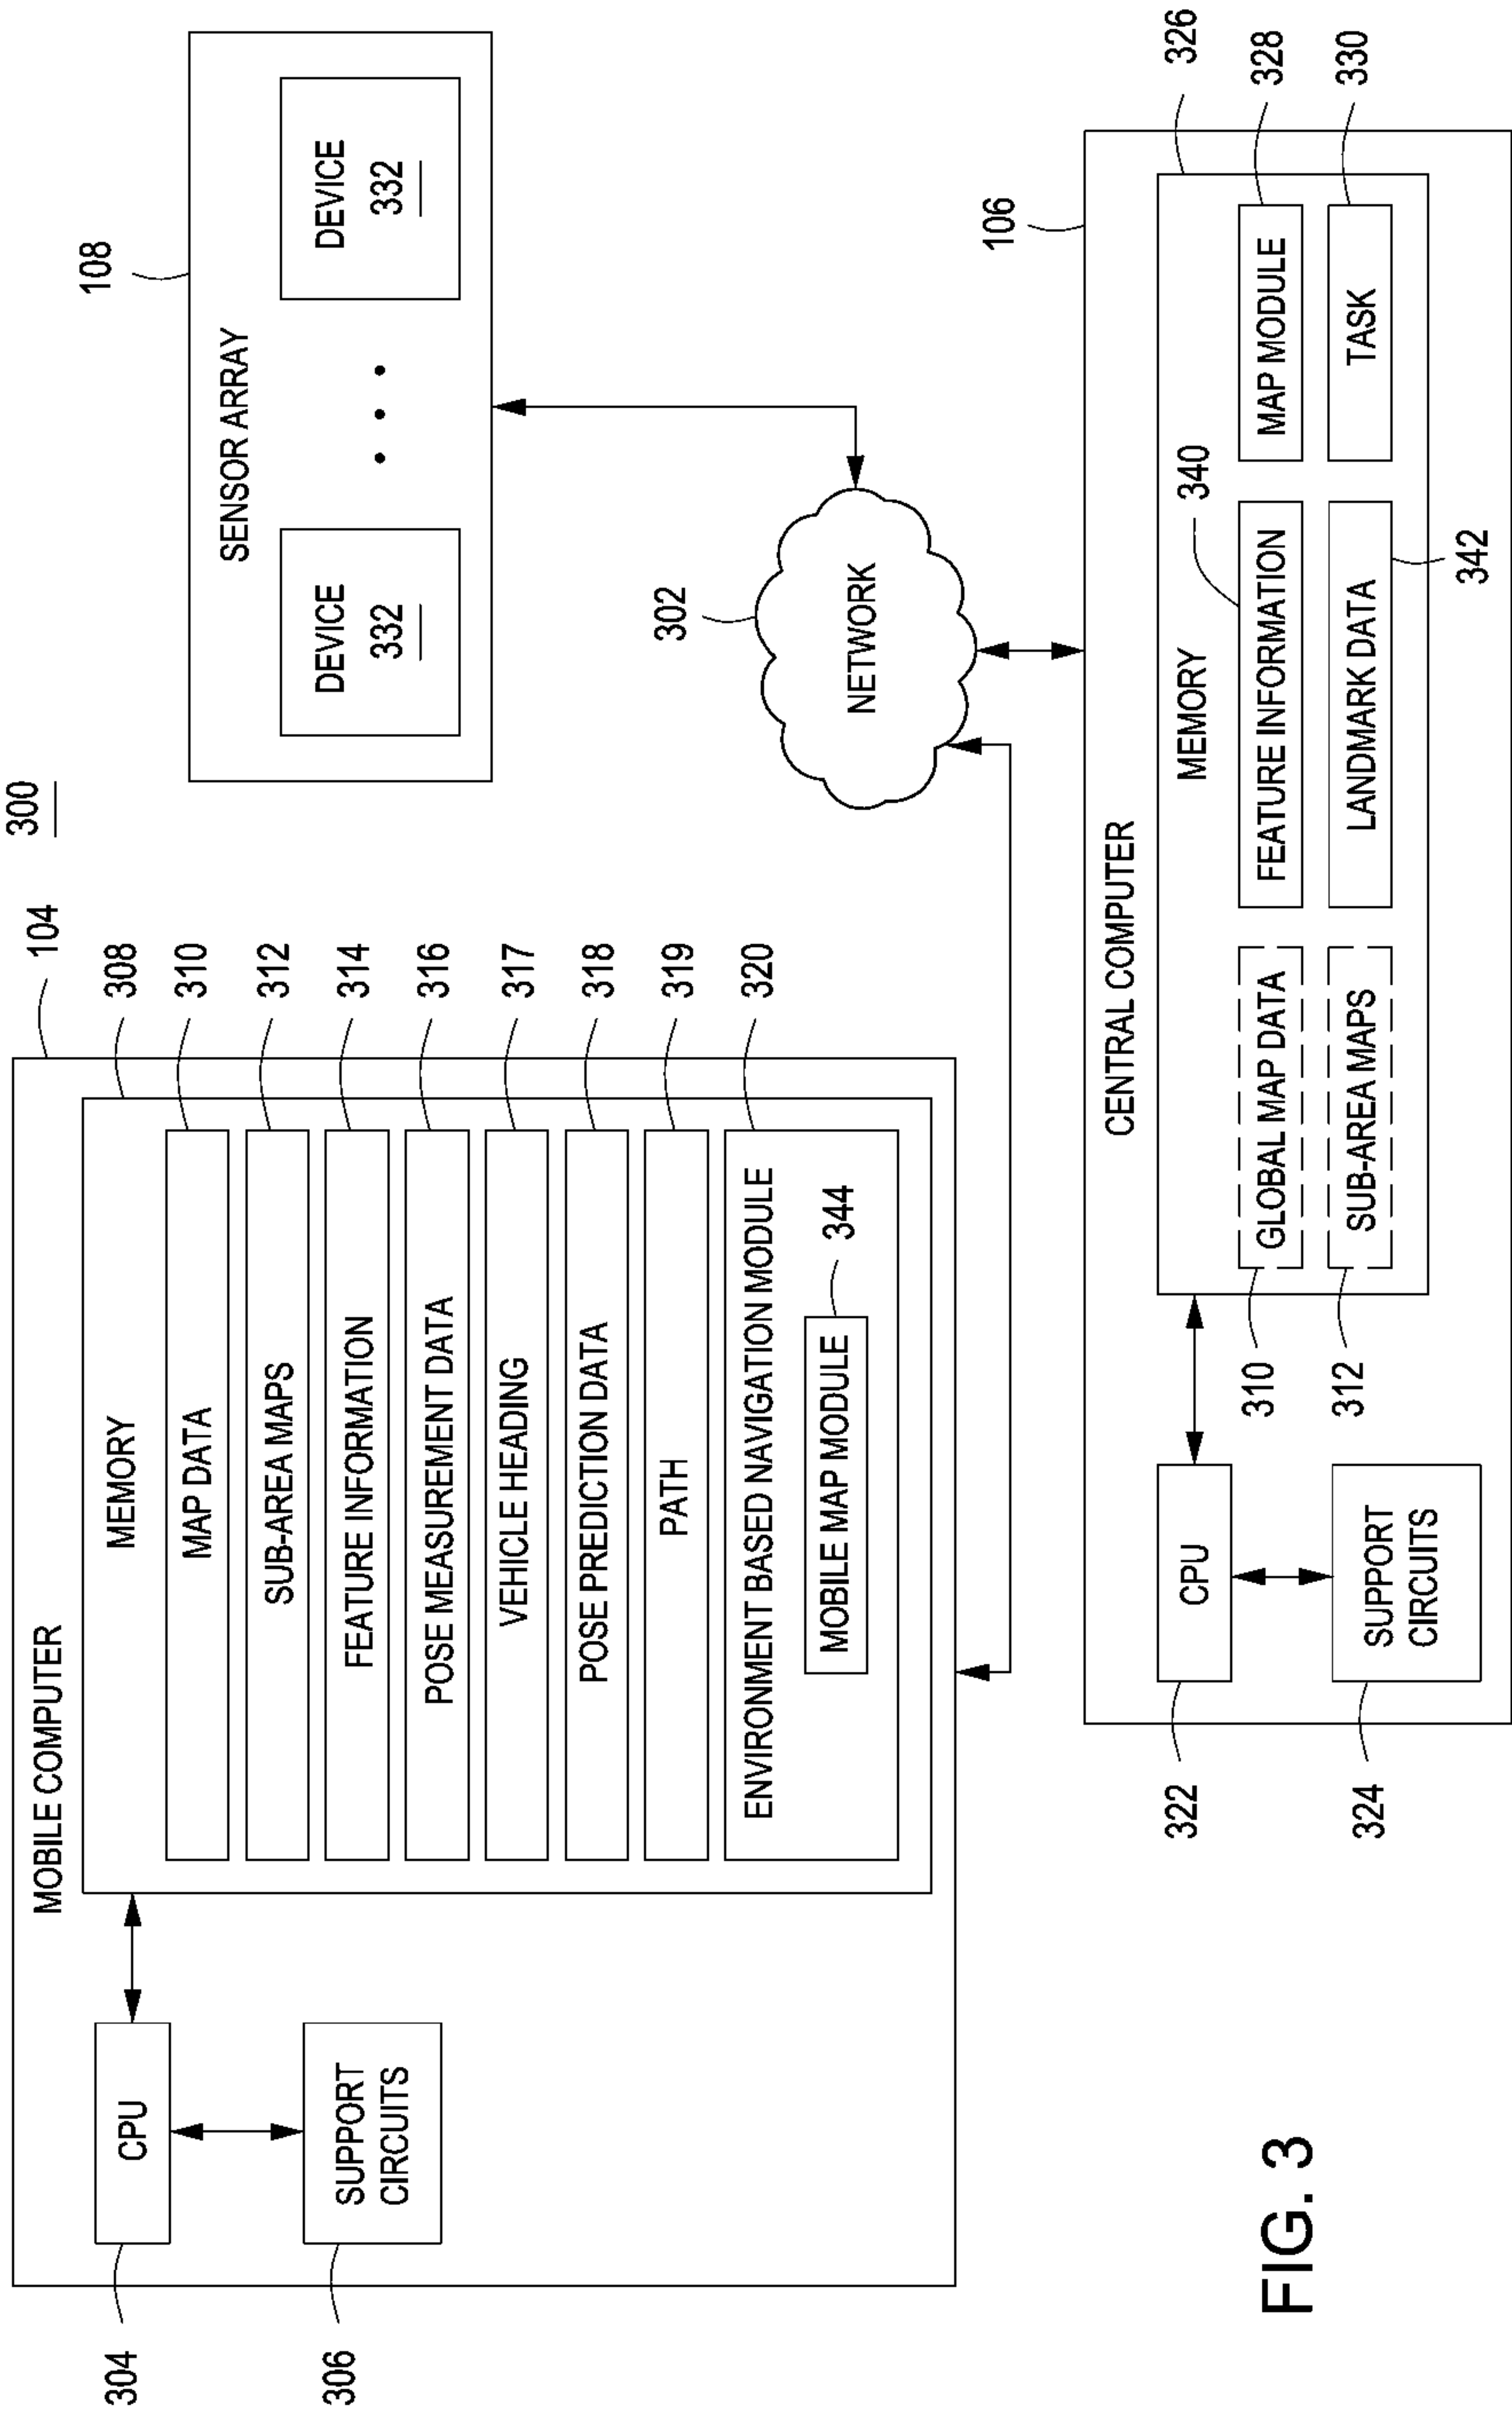 300
MOBILE COMPUTER
104
304
CPU
306
SUPPORT
CIRCUITS
MEMORY
308
MAP DATA
310
SUB-AREA MAPS
312
FEATURE INFORMATION
314
POSE MEASUREMENT DATA
316
VEHICLE HEADING
317
POSE PREDICTION DATA
318
PATH
319
ENVIRONMENT BASED NAVIGATION MODULE
320
MOBILE MAP MODULE
344
108
SENSOR ARRAY
DEVICE
332
DEVICE
332
302
NETWORK
106
CENTRAL COMPUTER
322
CPU
324
SUPPORT
CIRCUITS
326
MEMORY
310
GLOBAL MAP DATA
340
FEATURE INFORMATION
MAP MODULE
328
312
SUB-AREA MAPS
LANDMARK DATA
342
TASK
330
FIG. 3